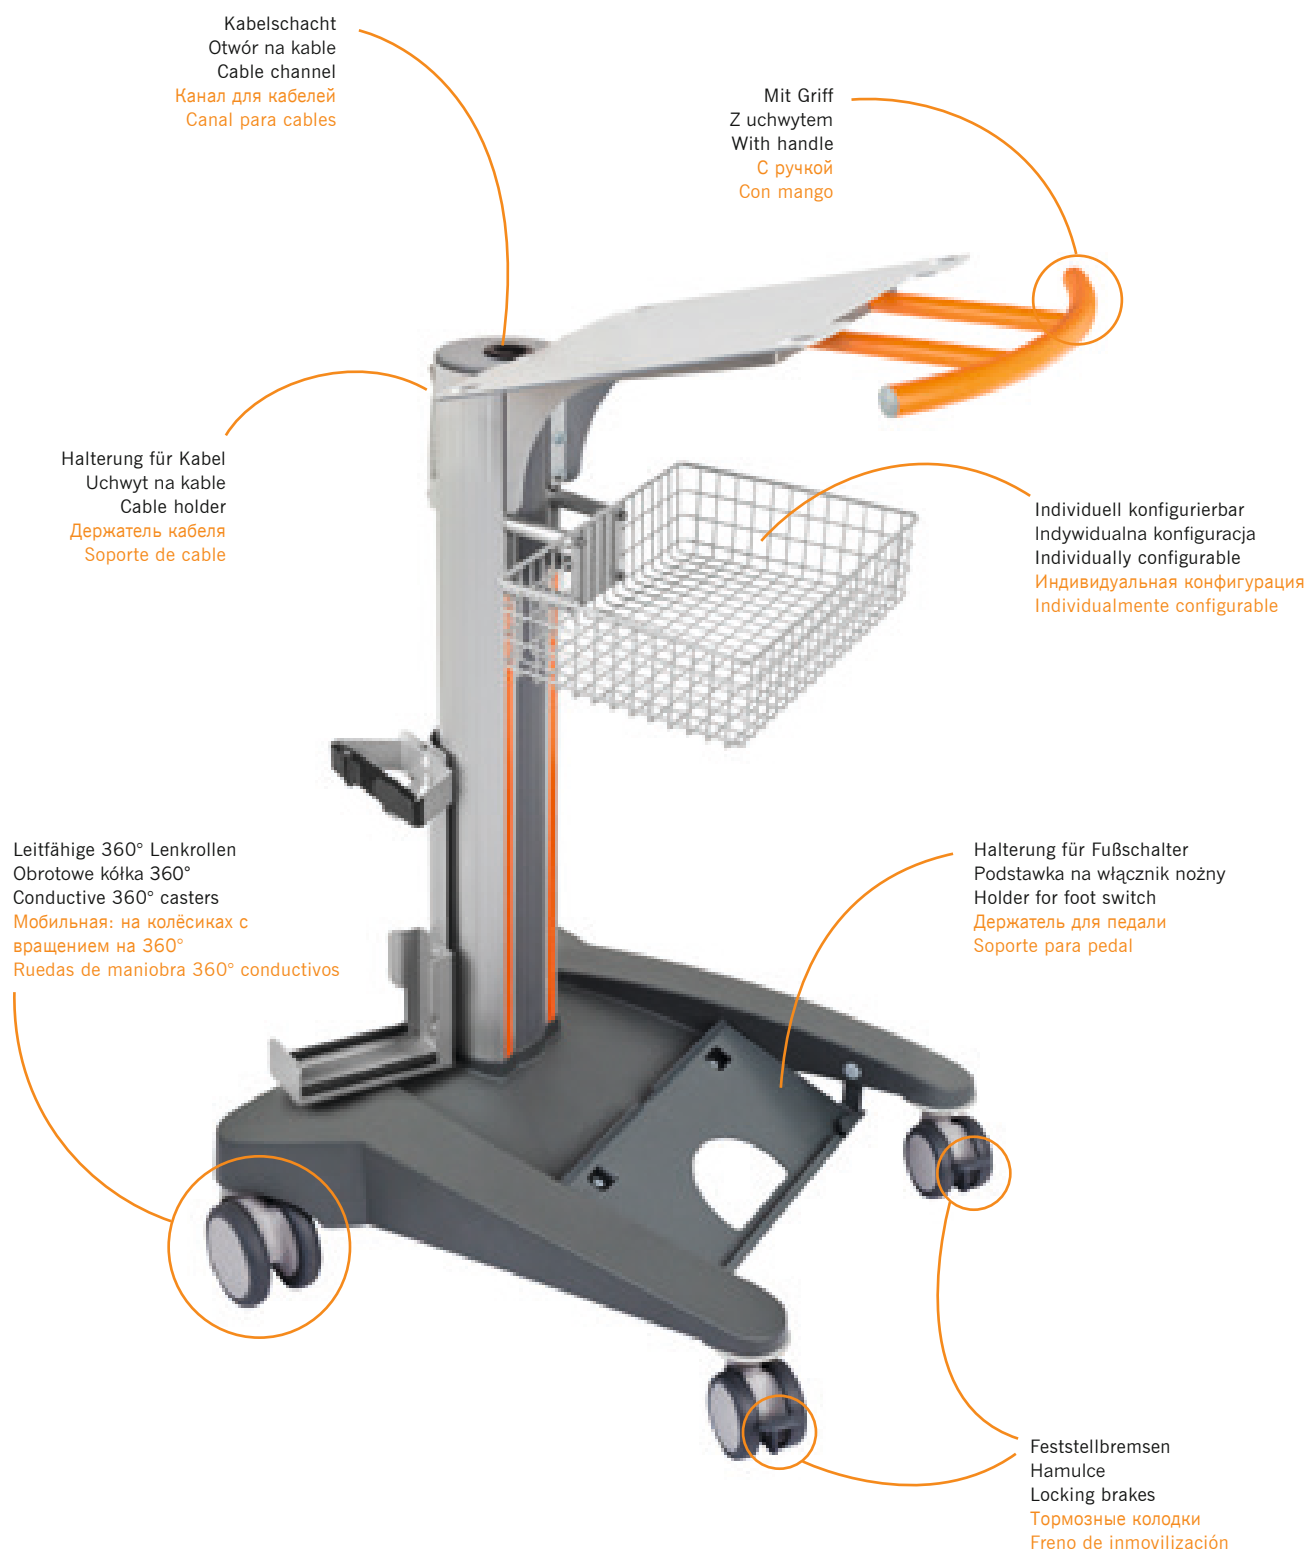 Kabelschacht
Otwór na kable
Cable channel
Канал для кабелей
Canal para cables
Mit Griff
Z uchwytem
With handle
С ручкой
Con mango
Halterung für Kabel
Uchwyt na kable
Cable holder
Держатель кабеля
Soporte de cable
Individuell konfigurierbar
Indywidualna konfiguracja
Individually configurable
Индивидуальная конфигурация
Individualmente configurable
Leitfähige 360° Lenkrollen
Obrotowe kółka 360°
Conductive 360° casters
Мобильная: на колёсиках с
вращением на 360°
Ruedas de maniobra 360° conductivos
Halterung für Fußschalter
Podstawka na włącznik nożny
Holder for foot switch
Держатель для педали
Soporte para pedal
Feststellbremsen
Hamulce
Locking brakes
Тормозные колодки
Freno de inmovilización